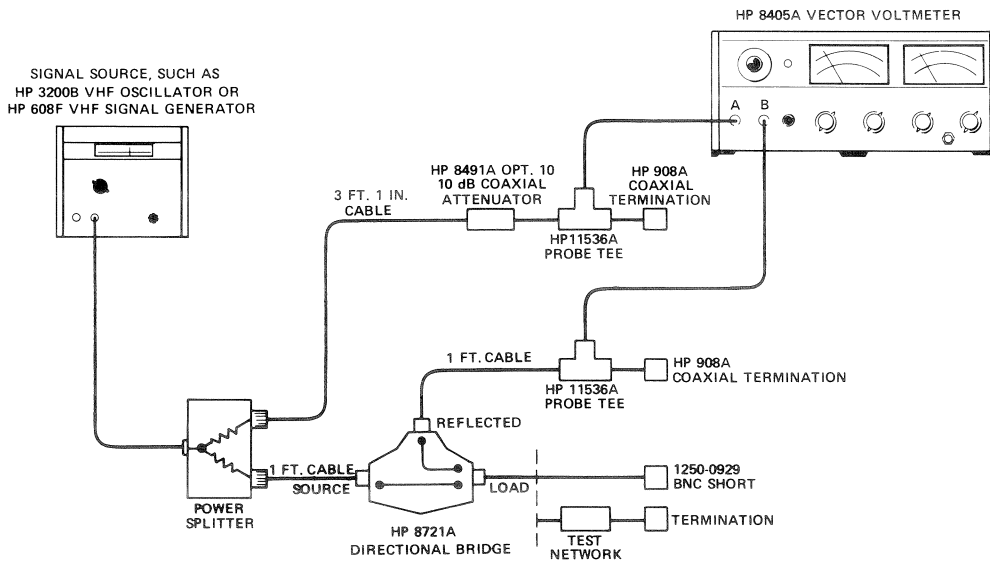 HP 8405A VECTOR VOLTMETER
SIGNAL SOURCE, SUCH AS
HP 3200B VHF OSCILLATOR OR
HP 608F VHF SIGNAL GENERATOR
A B
3 FT. 1 IN.
CABLE
HP 8491A OPT. 10
10 dB COAXIAL
ATTENUATOR
HP 908A
COAXIAL
TERMINATION
HP11536A
PROBE TEE
1 FT. CABLE
HP 11536A
PROBE TEE
HP 908A
COAXIAL TERMINATION
REFLECTED
1 FT. CABLE
SOURCE
LOAD
1250-0929
BNC SHORT
POWER
SPLITTER
HP 8721A
DIRECTIONAL BRIDGE
TERMINATION
TEST
NETWORK